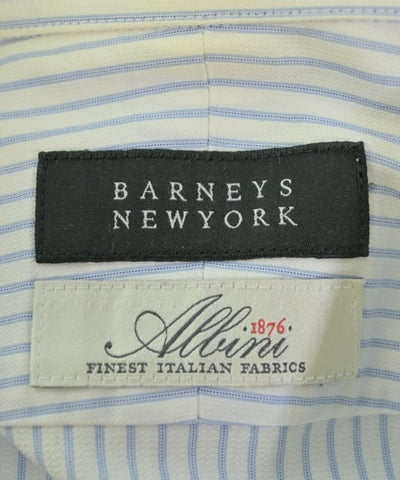 BARNEYS
NEWYORK
1876
Albini
FINEST ITALIAN FABRICS